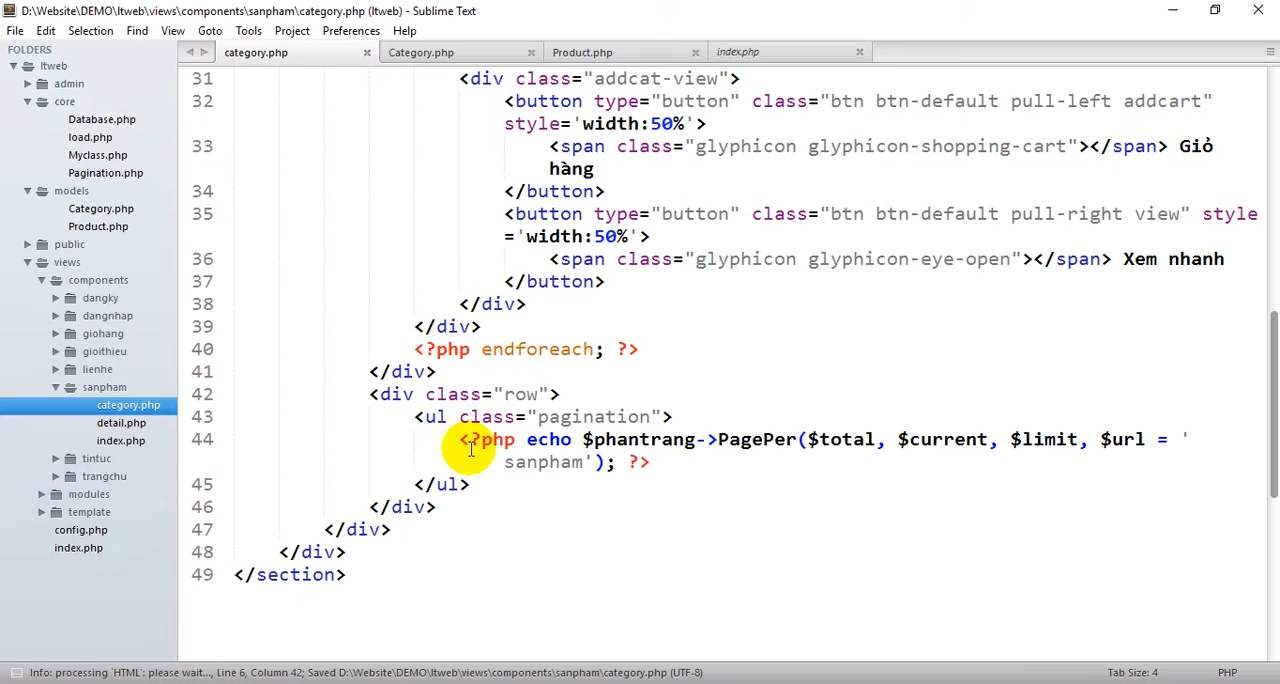 D:\Website\DEMO\ltweb\views\components\sanpham\category.php (ltweb) - Sublime Text
File Edit Selection Find View Goto Tools Project Preferences Help
FOLDERS
ltweb
admin
core
Database.php
load.php
Myclass.php
Pagination.php
models
Category.php
Product.php
public
views
components
dangky
dangnhap
giohang
gioithieu
lienhe
sanpham
category.php
detail.php
index.php
tintuc
trangchu
modules
template
config.php
index.php
category.php Category.php Product.php index.php
31 <div class="addcat-view">
32 <button type="button" class="btn btn-default pull-left addcart"
style='width:50%'>
33 <span class="glyphicon glyphicon-shopping-cart"></span> Giỏ
hàng
34 </button>
35 <button type="button" class="btn btn-default pull-right view" style
='width:50%'>
36 <span class="glyphicon glyphicon-eye-open"></span> Xem nhanh
37 </button>
38 </div>
39 </div>
40 <?php endforeach; ?>
41 </div>
42 <div class="row">
43 <ul class="pagination">
44 <?php echo $phantrang->PagePer($total, $current, $limit, $url = '
sanpham'); ?>
45 </ul>
46 </div>
47 </div>
48 </div>
49 </section>
Info: processing `HTML`: please wait..., Line 6, Column 42; Saved D:\Website\DEMO\ltweb\views\components\sanpham\category.php (UTF-8)
Tab Size: 4
PHP